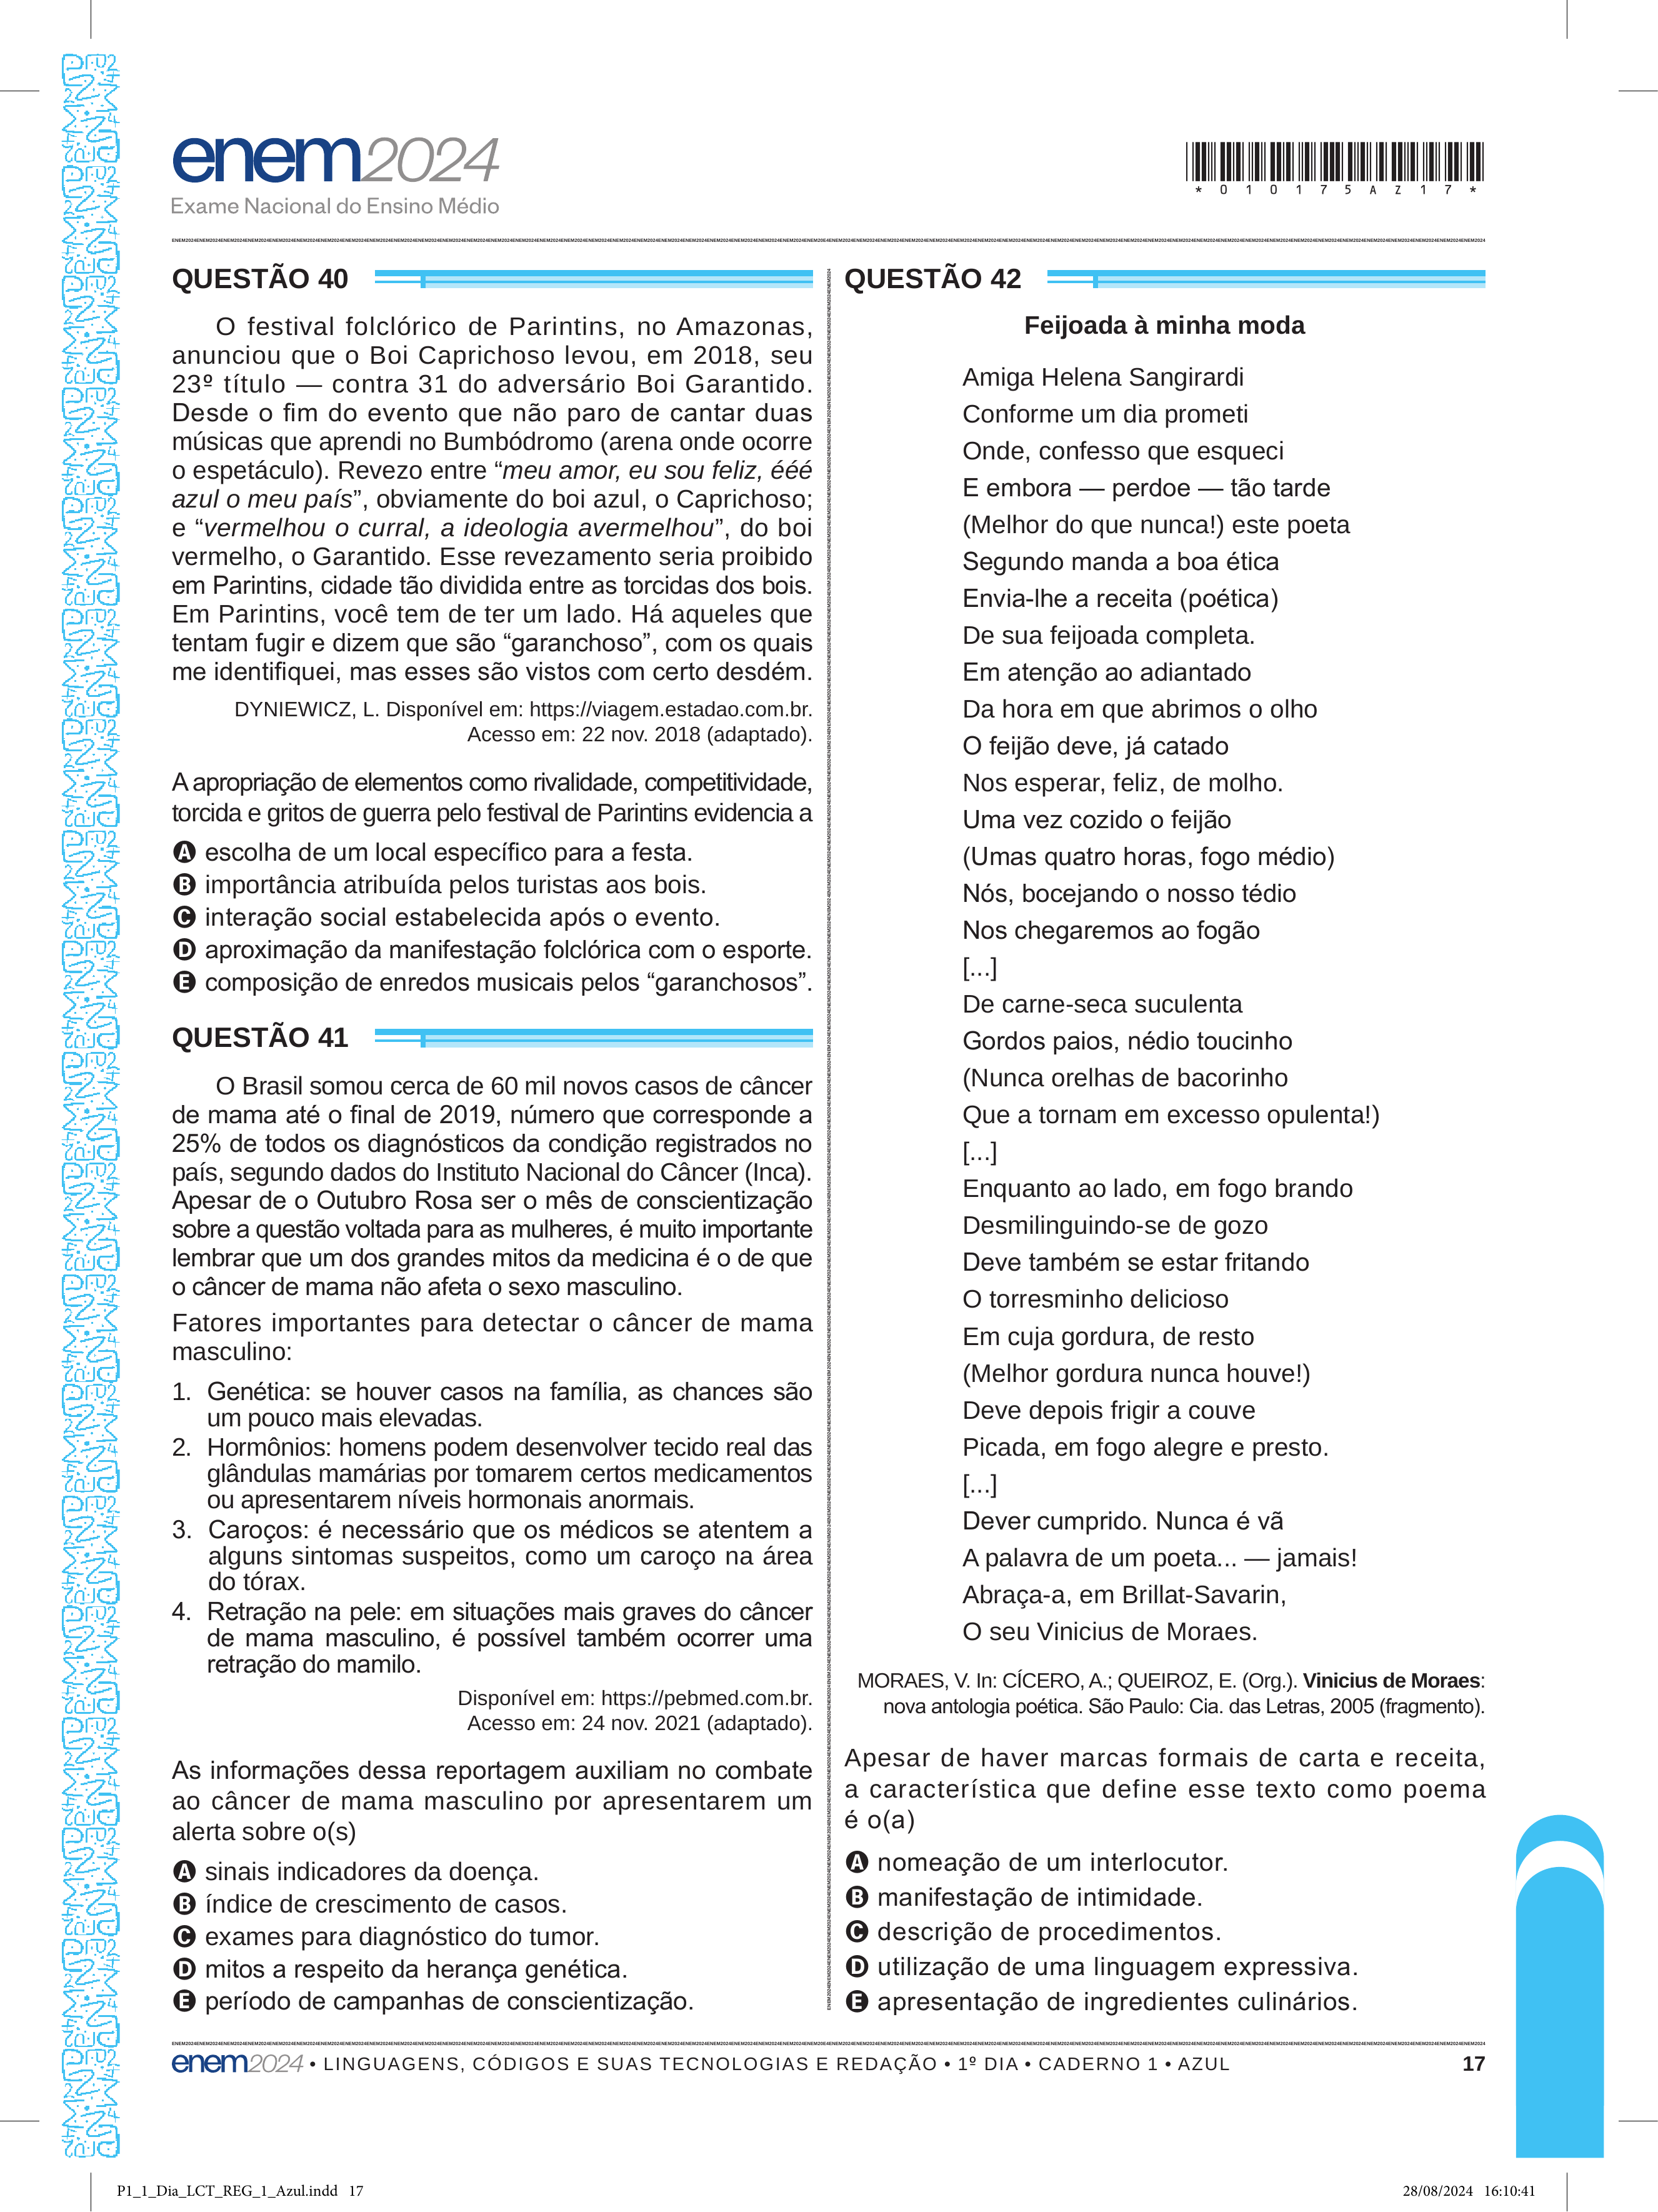 enem2024
Exame Nacional do Ensino Médio
*010175AZ17*
QUESTÃO 40
O festival folclórico de Parintins, no Amazonas,
anunciou que o Boi Caprichoso levou, em 2018, seu
23º título — contra 31 do adversário Boi Garantido.
Desde o fim do evento que não paro de cantar duas
músicas que aprendi no Bumbódromo (arena onde ocorre
o espetáculo). Revezo entre “meu amor, eu sou feliz, ééé
azul o meu país”, obviamente do boi azul, o Caprichoso;
e “vermelhou o curral, a ideologia avermelhou”, do boi
vermelho, o Garantido. Esse revezamento seria proibido
em Parintins, cidade tão dividida entre as torcidas dos bois.
Em Parintins, você tem de ter um lado. Há aqueles que
tentam fugir e dizem que são “garanchoso”, com os quais
me identifiquei, mas esses são vistos com certo desdém.
DYNIEWICZ, L. Disponível em: https://viagem.estadao.com.br.
Acesso em: 22 nov. 2018 (adaptado).
A apropriação de elementos como rivalidade, competitividade,
torcida e gritos de guerra pelo festival de Parintins evidencia a
A escolha de um local específico para a festa.
B importância atribuída pelos turistas aos bois.
C interação social estabelecida após o evento.
D aproximação da manifestação folclórica com o esporte.
E composição de enredos musicais pelos “garanchosos”.
QUESTÃO 41
O Brasil somou cerca de 60 mil novos casos de câncer
de mama até o final de 2019, número que corresponde a
25% de todos os diagnósticos da condição registrados no
país, segundo dados do Instituto Nacional do Câncer (Inca).
Apesar de o Outubro Rosa ser o mês de conscientização
sobre a questão voltada para as mulheres, é muito importante
lembrar que um dos grandes mitos da medicina é o de que
o câncer de mama não afeta o sexo masculino.
Fatores importantes para detectar o câncer de mama
masculino:
1. Genética: se houver casos na família, as chances são
um pouco mais elevadas.
2. Hormônios: homens podem desenvolver tecido real das
glândulas mamárias por tomarem certos medicamentos
ou apresentarem níveis hormonais anormais.
3. Caroços: é necessário que os médicos se atentem a
alguns sintomas suspeitos, como um caroço na área
do tórax.
4. Retração na pele: em situações mais graves do câncer
de mama masculino, é possível também ocorrer uma
retração do mamilo.
Disponível em: https://pebmed.com.br.
Acesso em: 24 nov. 2021 (adaptado).
As informações dessa reportagem auxiliam no combate
ao câncer de mama masculino por apresentarem um
alerta sobre o(s)
A sinais indicadores da doença.
B índice de crescimento de casos.
C exames para diagnóstico do tumor.
D mitos a respeito da herança genética.
E período de campanhas de conscientização.
QUESTÃO 42
Feijoada à minha moda
Amiga Helena Sangirardi
Conforme um dia prometi
Onde, confesso que esqueci
E embora — perdoe — tão tarde
(Melhor do que nunca!) este poeta
Segundo manda a boa ética
Envia-lhe a receita (poética)
De sua feijoada completa.
Em atenção ao adiantado
Da hora em que abrimos o olho
O feijão deve, já catado
Nos esperar, feliz, de molho.
Uma vez cozido o feijão
(Umas quatro horas, fogo médio)
Nós, bocejando o nosso tédio
Nos chegaremos ao fogão
[...]
De carne-seca suculenta
Gordos paios, nédio toucinho
(Nunca orelhas de bacorinho
Que a tornam em excesso opulenta!)
[...]
Enquanto ao lado, em fogo brando
Desmilinguindo-se de gozo
Deve também se estar fritando
O torresminho delicioso
Em cuja gordura, de resto
(Melhor gordura nunca houve!)
Deve depois frigir a couve
Picada, em fogo alegre e presto.
[...]
Dever cumprido. Nunca é vã
A palavra de um poeta... — jamais!
Abraça-a, em Brillat-Savarin,
O seu Vinicius de Moraes.
MORAES, V. In: CÍCERO, A.; QUEIROZ, E. (Org.). Vinicius de Moraes:
nova antologia poética. São Paulo: Cia. das Letras, 2005 (fragmento).
Apesar de haver marcas formais de carta e receita,
a característica que define esse texto como poema
é o(a)
A nomeação de um interlocutor.
B manifestação de intimidade.
C descrição de procedimentos.
D utilização de uma linguagem expressiva.
E apresentação de ingredientes culinários.
enem2024 • LINGUAGENS, CÓDIGOS E SUAS TECNOLOGIAS E REDAÇÃO • 1º DIA • CADERNO 1 • AZUL
17
P1_1_Dia_LCT_REG_1_Azul.indd 17
28/08/2024 16:10:41